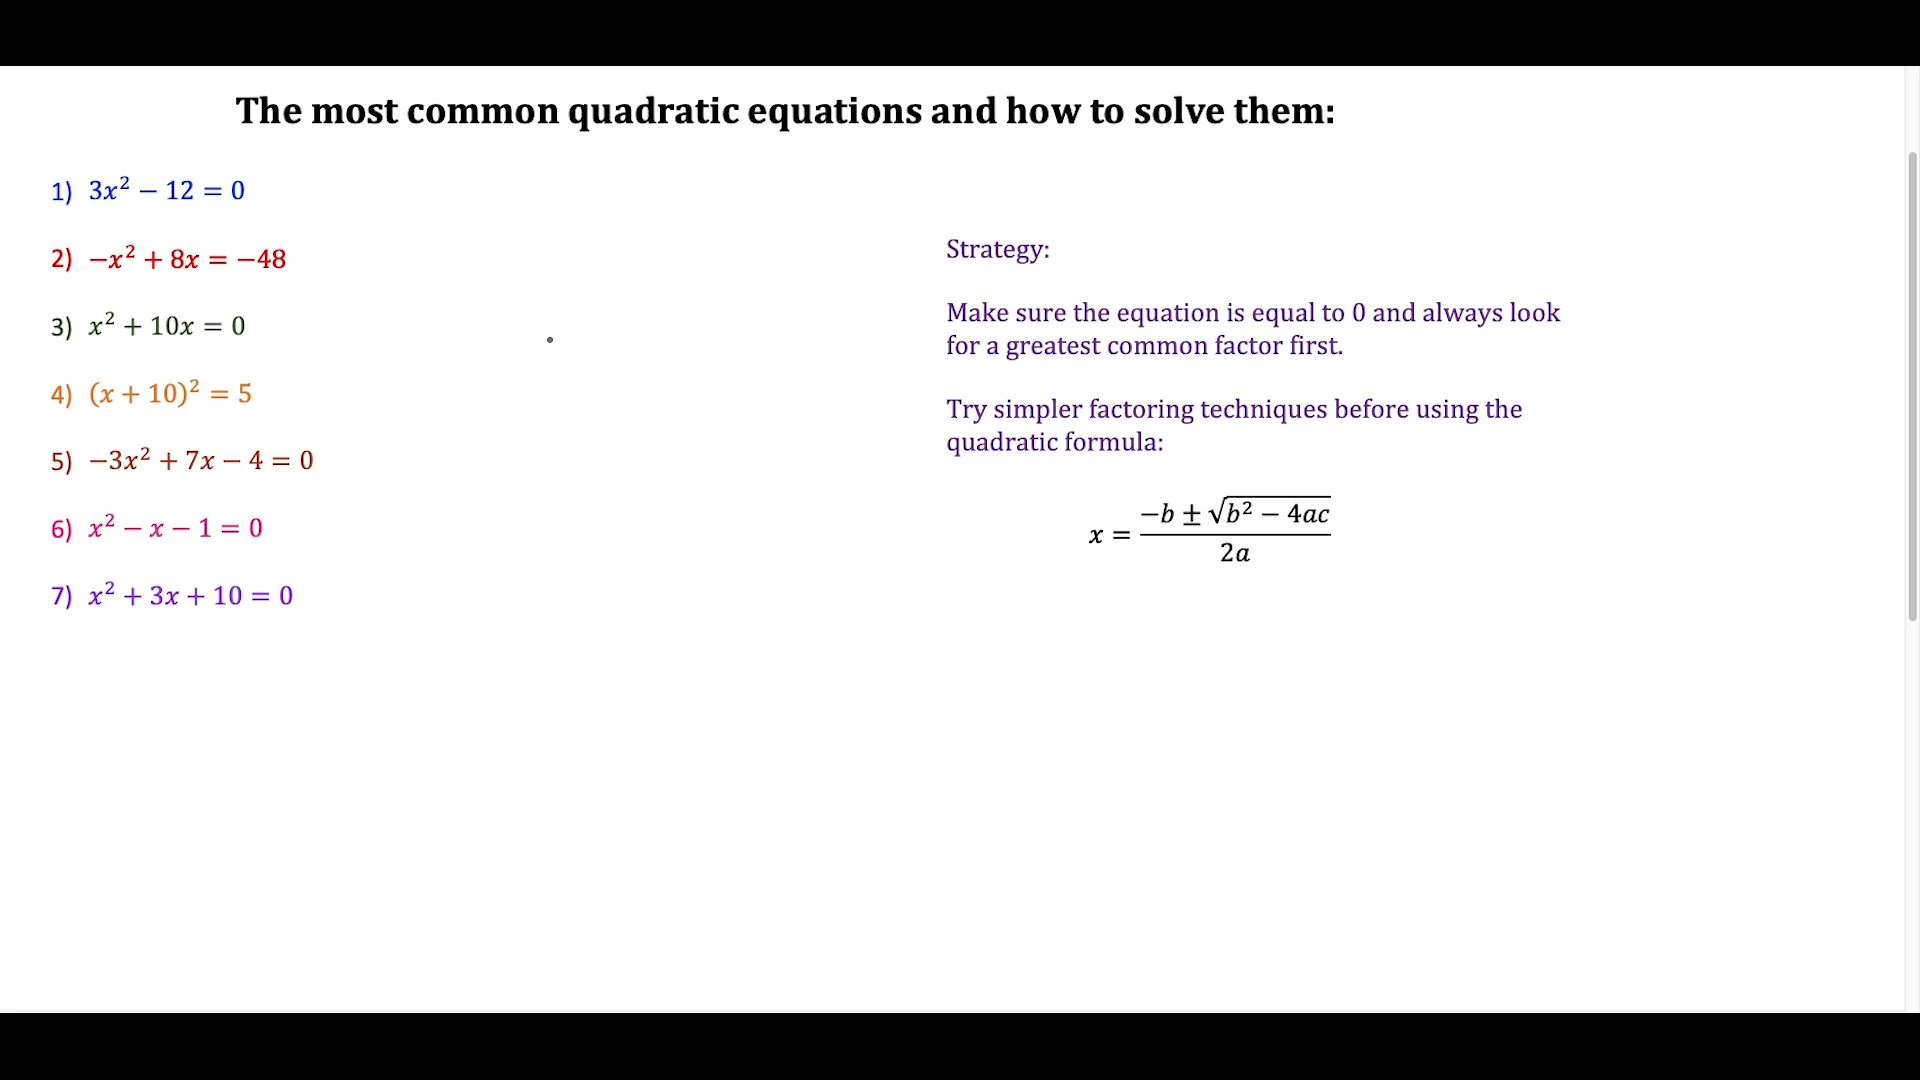 The most common quadratic equations and how to solve them:
1) 3x² − 12 = 0
2) −x² + 8x = −48
3) x² + 10x = 0
4) (x + 10)² = 5
5) −3x² + 7x − 4 = 0
6) x² − x − 1 = 0
7) x² + 3x + 10 = 0
Strategy:
Make sure the equation is equal to 0 and always look
for a greatest common factor first.
Try simpler factoring techniques before using the
quadratic formula:
x = (−b ± √(b² − 4ac)) / 2a